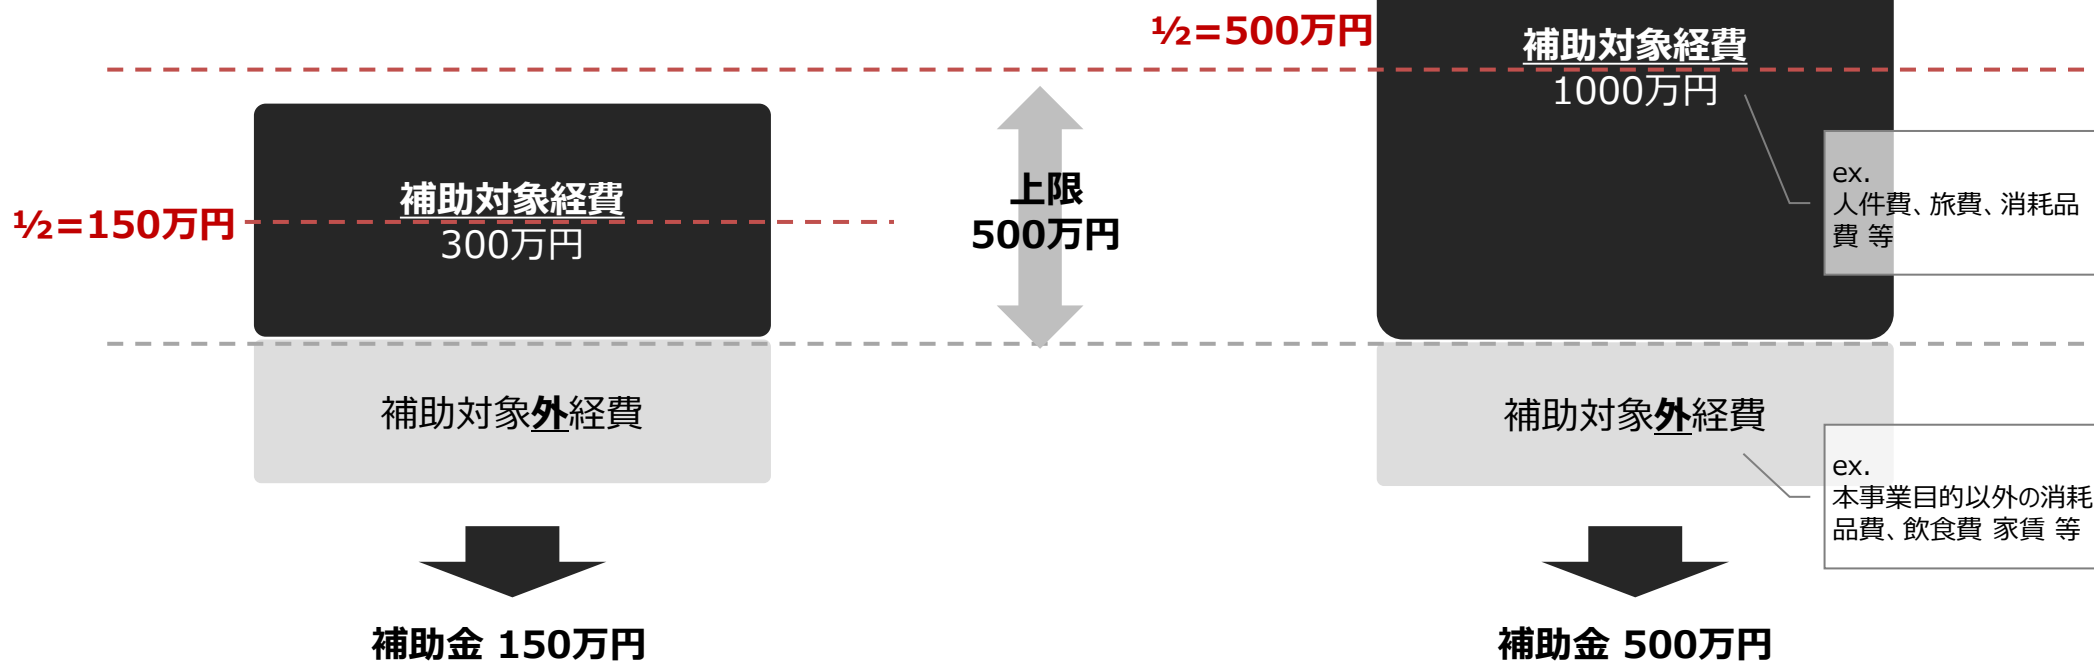 ½=500万円
補助対象経費
1000万円
補助対象経費
300万円
½=150万円
上限
500万円
ex.
人件費、旅費、消耗品
費 等
補助対象外経費
補助対象外経費
ex.
本事業目的以外の消耗
品費、飲食費 家賃 等
補助金 150万円
補助金 500万円